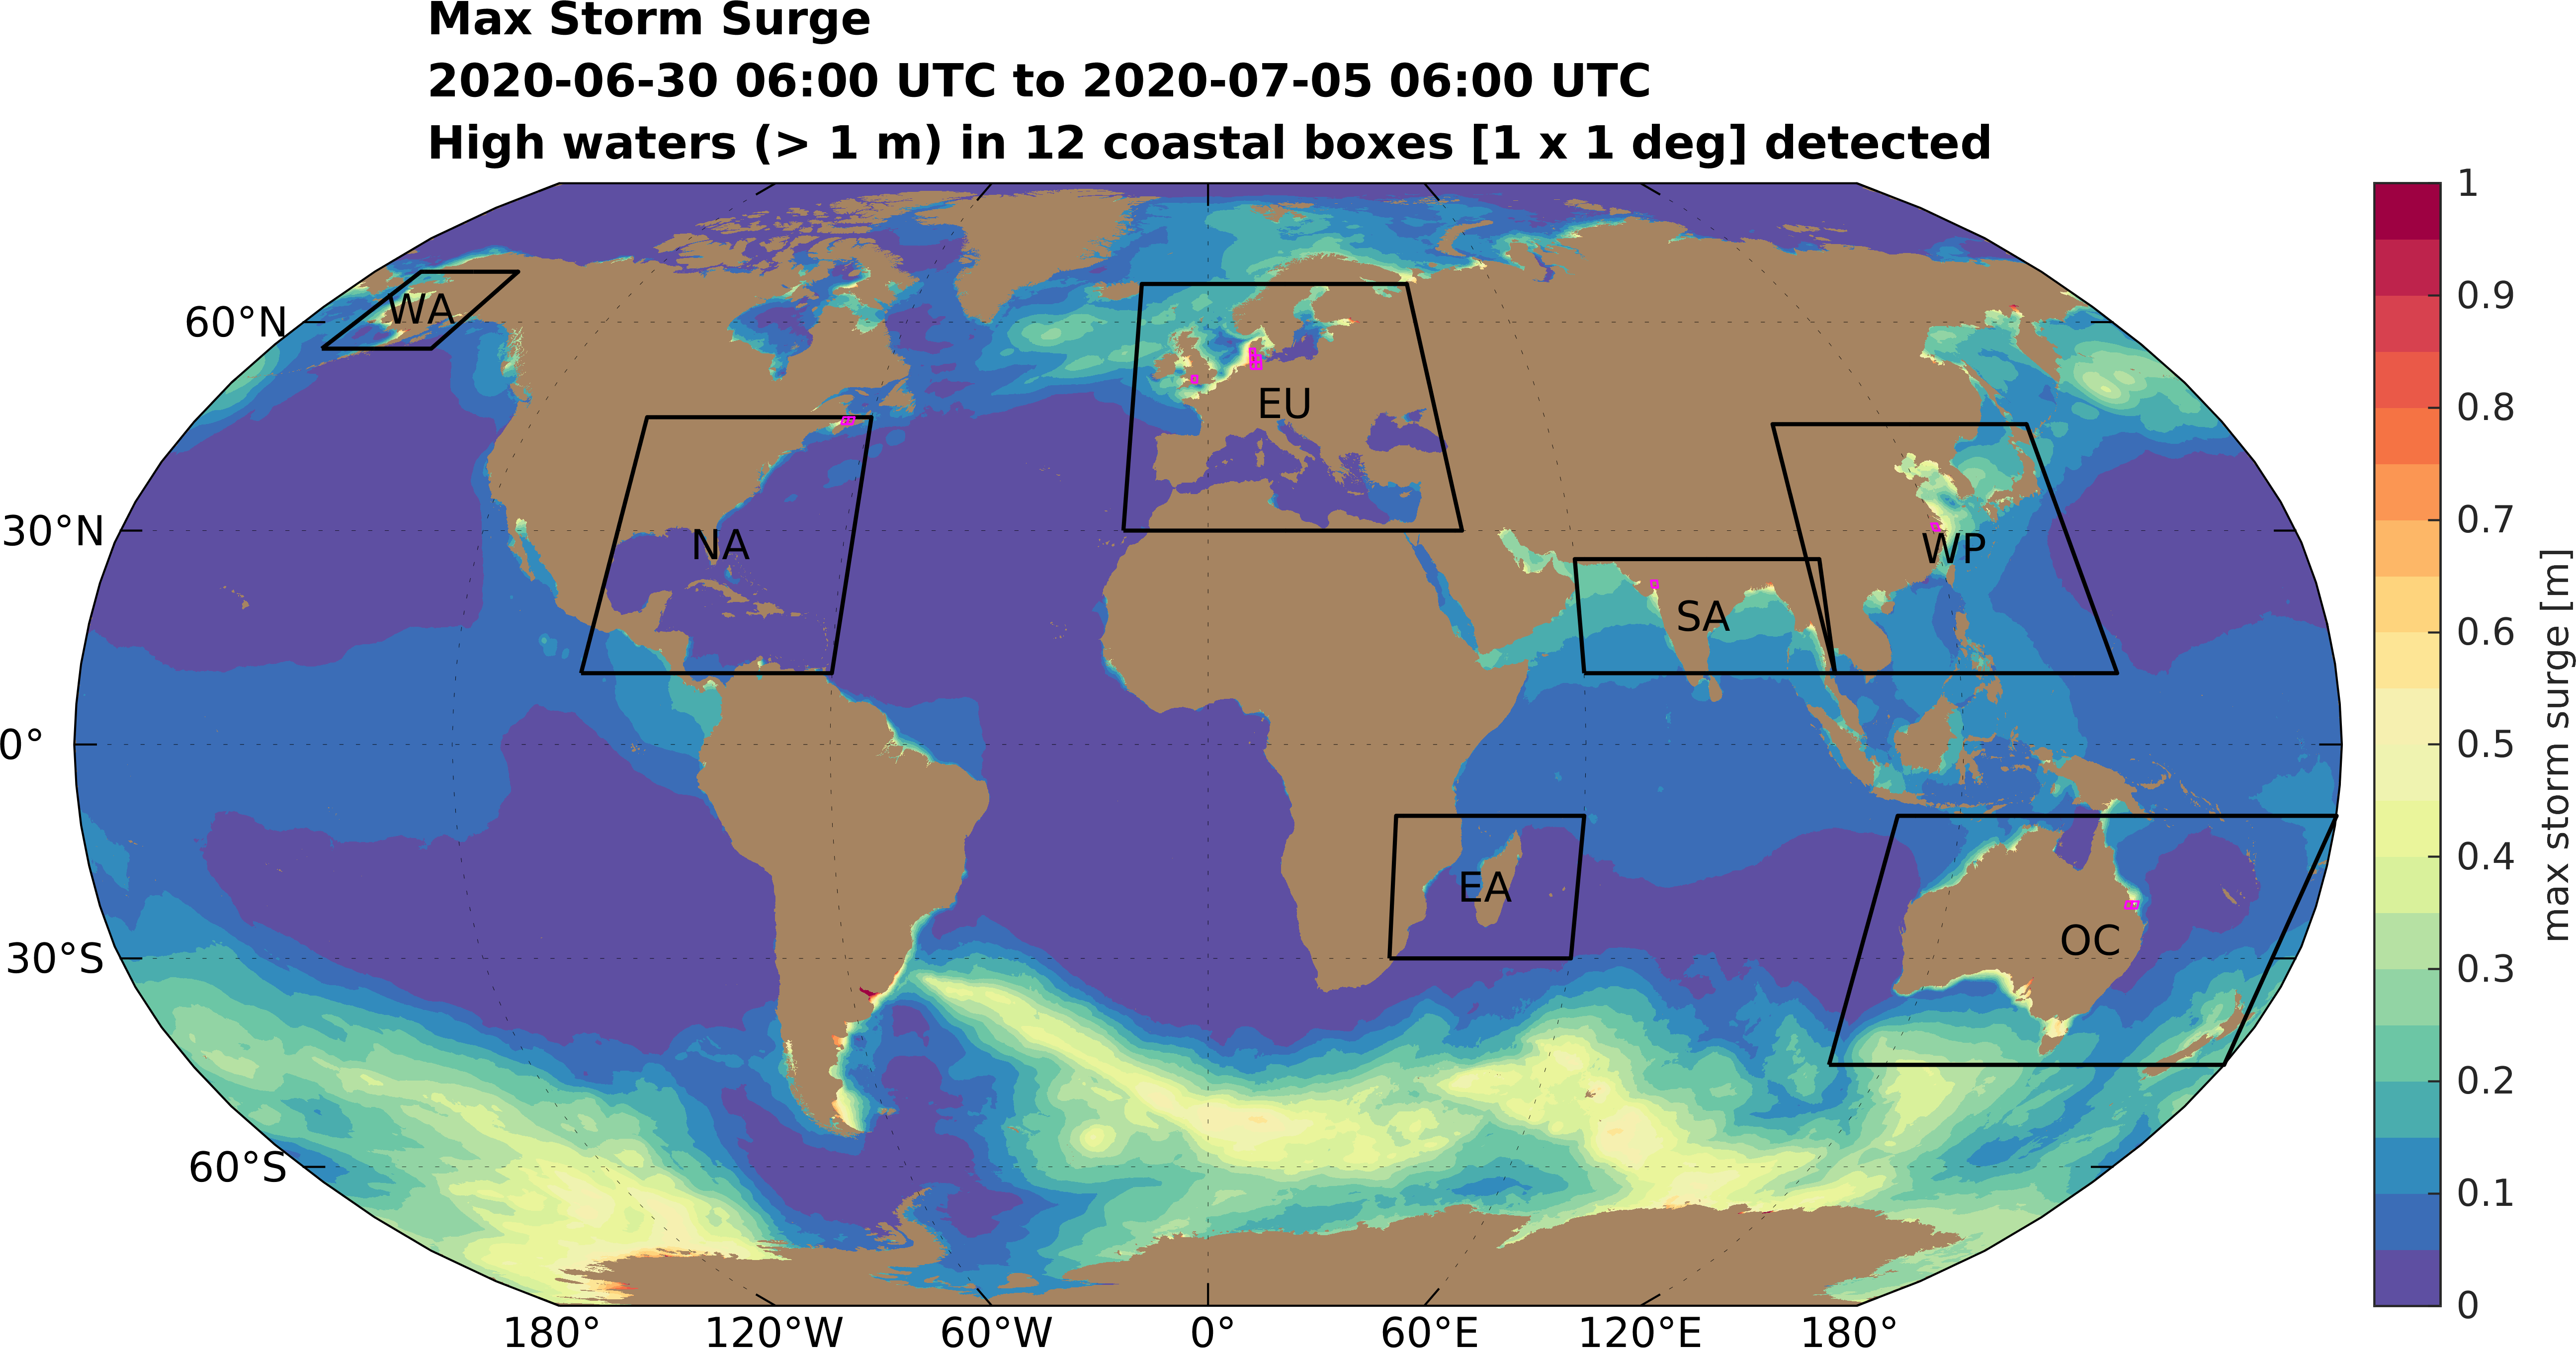 Max Storm Surge
2020-06-30 06:00 UTC to 2020-07-05 06:00 UTC
High waters (> 1 m) in 12 coastal boxes [1 x 1 deg] detected
60°N
30°N
0°
30°S
60°S
WA
NA
EU
SA
WP
EA
OC
180°
120°W
60°W
0°
60°E
120°E
180°
1
0.9
0.8
0.7
0.6
0.5
0.4
0.3
0.2
0.1
0
max storm surge [m]